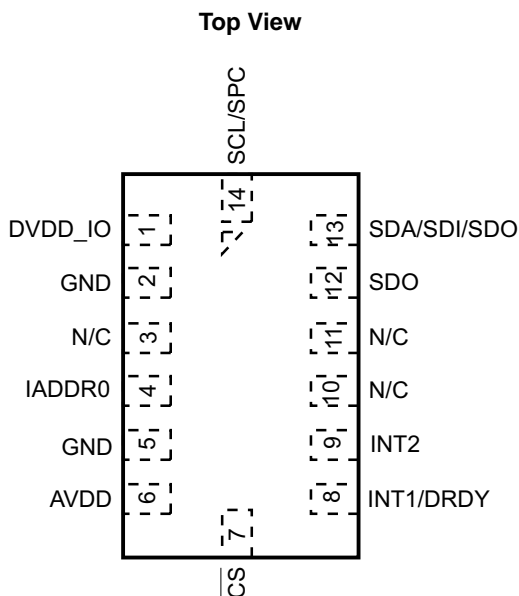 Top View
SCL/SPC
14
DVDD_IO 1 13 SDA/SDI/SDO
GND 2 12 SDO
N/C 3 11 N/C
IADDR0 4 10 N/C
GND 5 9 INT2
AVDD 6 8 INT1/DRDY
7
CS